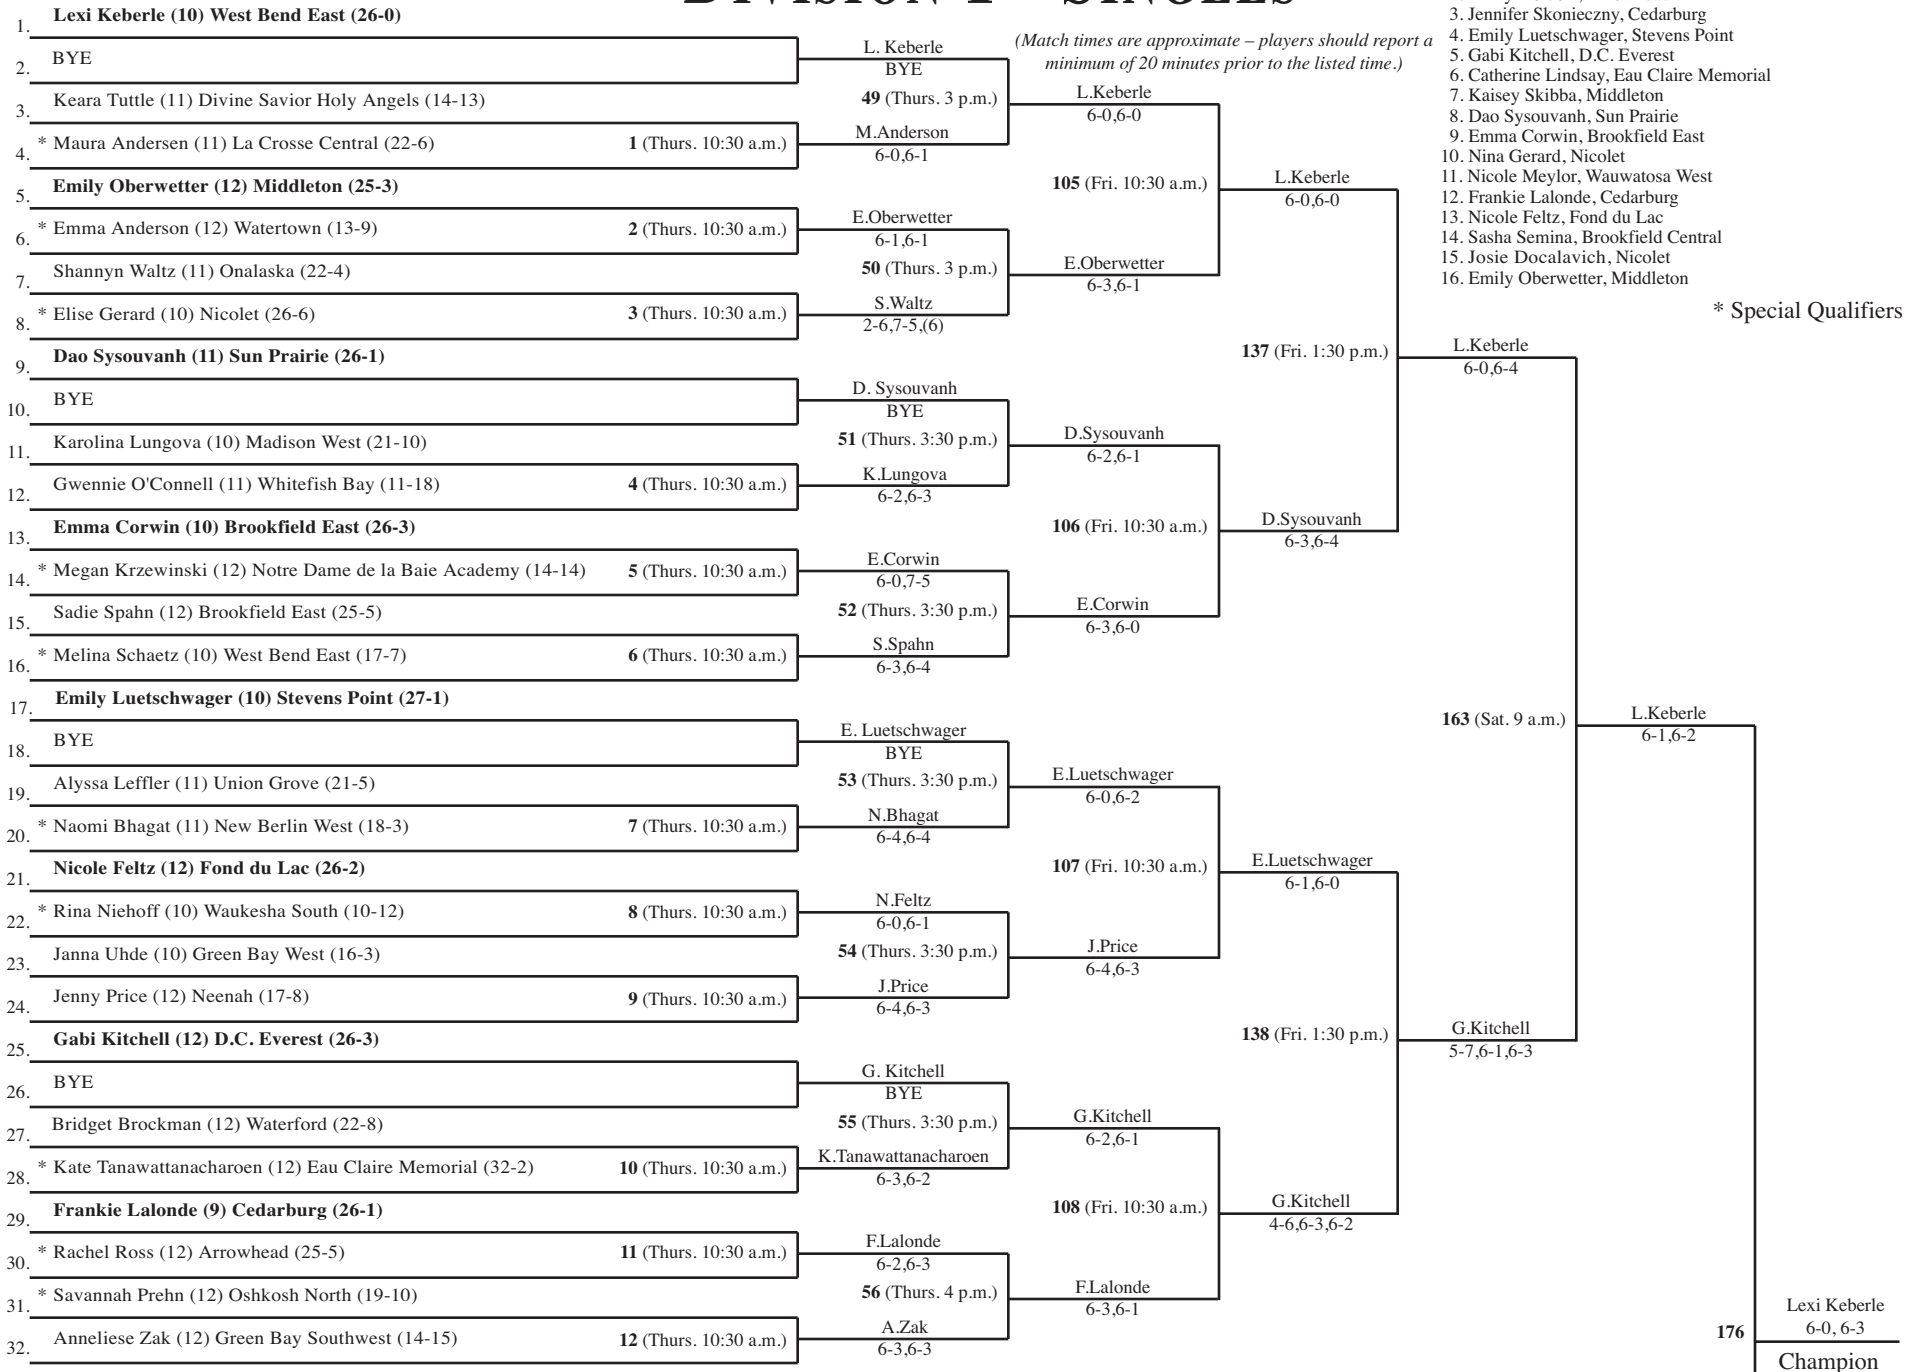 1. Lexi Keberle (10) West Bend East (26-0)
2. BYE
3. Keara Tuttle (11) Divine Savior Holy Angels (14-13)
4. * Maura Andersen (11) La Crosse Central (22-6) 1 (Thurs. 10:30 a.m.)
5. Emily Oberwetter (12) Middleton (25-3)
6. * Emma Anderson (12) Watertown (13-9) 2 (Thurs. 10:30 a.m.)
7. Shannyn Waltz (11) Onalaska (22-4)
8. * Elise Gerard (10) Nicolet (26-6) 3 (Thurs. 10:30 a.m.)
9. Dao Sysouvanh (11) Sun Prairie (26-1)
10. BYE
11. Karolina Lungova (10) Madison West (21-10)
12. Gwennie O'Connell (11) Whitefish Bay (11-18) 4 (Thurs. 10:30 a.m.)
13. Emma Corwin (10) Brookfield East (26-3)
14. * Megan Krzewinski (12) Notre Dame de la Baie Academy (14-14) 5 (Thurs. 10:30 a.m.)
15. Sadie Spahn (12) Brookfield East (25-5)
16. * Melina Schaetz (10) West Bend East (17-7) 6 (Thurs. 10:30 a.m.)
17. Emily Luetschwager (10) Stevens Point (27-1)
18. BYE
19. Alyssa Leffler (11) Union Grove (21-5)
20. * Naomi Bhagat (11) New Berlin West (18-3) 7 (Thurs. 10:30 a.m.)
21. Nicole Feltz (12) Fond du Lac (26-2)
22. * Rina Niehoff (10) Waukesha South (10-12) 8 (Thurs. 10:30 a.m.)
23. Janna Uhde (10) Green Bay West (16-3)
24. Jenny Price (12) Neenah (17-8) 9 (Thurs. 10:30 a.m.)
25. Gabi Kitchell (12) D.C. Everest (26-3)
26. BYE
27. Bridget Brockman (12) Waterford (22-8)
28. * Kate Tanawattanacharoen (12) Eau Claire Memorial (32-2) 10 (Thurs. 10:30 a.m.)
29. Frankie Lalonde (9) Cedarburg (26-1)
30. * Rachel Ross (12) Arrowhead (25-5) 11 (Thurs. 10:30 a.m.)
31. * Savannah Prehn (12) Oshkosh North (19-10)
32. Anneliese Zak (12) Green Bay Southwest (14-15) 12 (Thurs. 10:30 a.m.)
L. Keberle
BYE
49 (Thurs. 3 p.m.)
M.Anderson
6-0,6-1
E.Oberwetter
6-1,6-1
50 (Thurs. 3 p.m.)
S.Waltz
2-6,7-5,(6)
D. Sysouvanh
BYE
51 (Thurs. 3:30 p.m.)
K.Lungova
6-2,6-3
E.Corwin
6-0,7-5
52 (Thurs. 3:30 p.m.)
S.Spahn
6-3,6-4
E. Luetschwager
BYE
53 (Thurs. 3:30 p.m.)
N.Bhagat
6-4,6-4
N.Feltz
6-0,6-1
54 (Thurs. 3:30 p.m.)
J.Price
6-4,6-3
G. Kitchell
BYE
55 (Thurs. 3:30 p.m.)
K.Tanawattanacharoen
6-3,6-2
F.Lalonde
6-2,6-3
56 (Thurs. 4 p.m.)
A.Zak
6-3,6-3
(Match times are approximate – players should report a
minimum of 20 minutes prior to the listed time.)
L.Keberle
6-0,6-0
105 (Fri. 10:30 a.m.)
E.Oberwetter
6-3,6-1
D.Sysouvanh
6-2,6-1
106 (Fri. 10:30 a.m.)
E.Corwin
6-3,6-0
E.Luetschwager
6-0,6-2
107 (Fri. 10:30 a.m.)
J.Price
6-4,6-3
G.Kitchell
6-2,6-1
108 (Fri. 10:30 a.m.)
F.Lalonde
6-3,6-1
L.Keberle
6-0,6-0
137 (Fri. 1:30 p.m.)
D.Sysouvanh
6-3,6-4
E.Luetschwager
6-1,6-0
138 (Fri. 1:30 p.m.)
G.Kitchell
4-6,6-3,6-2
L.Keberle
6-0,6-4
163 (Sat. 9 a.m.)
G.Kitchell
5-7,6-1,6-3
L.Keberle
6-1,6-2
176
Lexi Keberle
6-0, 6-3
Champion
3. Jennifer Skonieczny, Cedarburg
4. Emily Luetschwager, Stevens Point
5. Gabi Kitchell, D.C. Everest
6. Catherine Lindsay, Eau Claire Memorial
7. Kaisey Skibba, Middleton
8. Dao Sysouvanh, Sun Prairie
9. Emma Corwin, Brookfield East
10. Nina Gerard, Nicolet
11. Nicole Meylor, Wauwatosa West
12. Frankie Lalonde, Cedarburg
13. Nicole Feltz, Fond du Lac
14. Sasha Semina, Brookfield Central
15. Josie Docalavich, Nicolet
16. Emily Oberwetter, Middleton
* Special Qualifiers